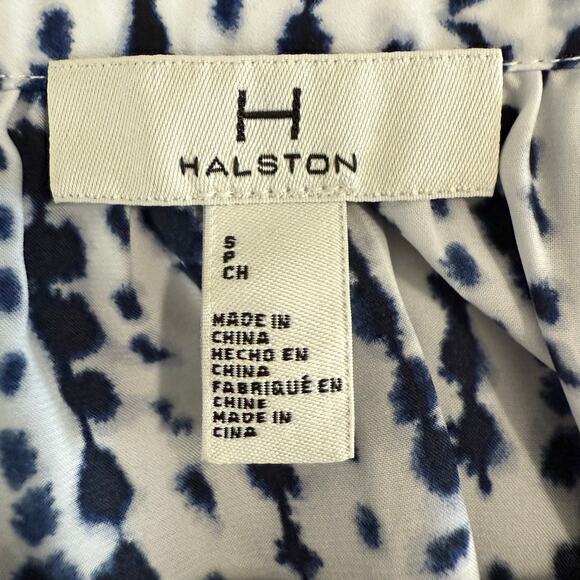 H
HALSTON
S
P
CH
MADE IN
CHINA
HECHO EN
CHINA
FABRIQUÉ EN
CHINE
MADE IN
CINA